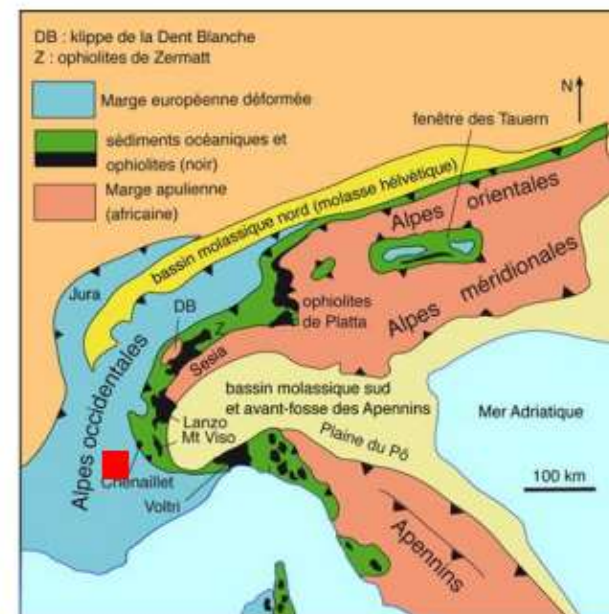 DB : klippe de la Dent Blanche
Z : ophiolites de Zermatt
Marge européenne déformée
sédiments océaniques et
ophiolites (noir)
Marge apulienne
(africaine)
N
fenêtre des Tauern
bassin molassique nord (molasse hélvétique)
Alpes orientales
Jura
DB
Z
ophiolites
de Platta
Alpes méridionales
Sesia
Alpes occidentales
bassin molassique sud
et avant-fosse des Apennins
Plaine du Pô
Mer Adriatique
Lanzo
Mt Viso
Chenaillet
Voltri
100 km
Apennins